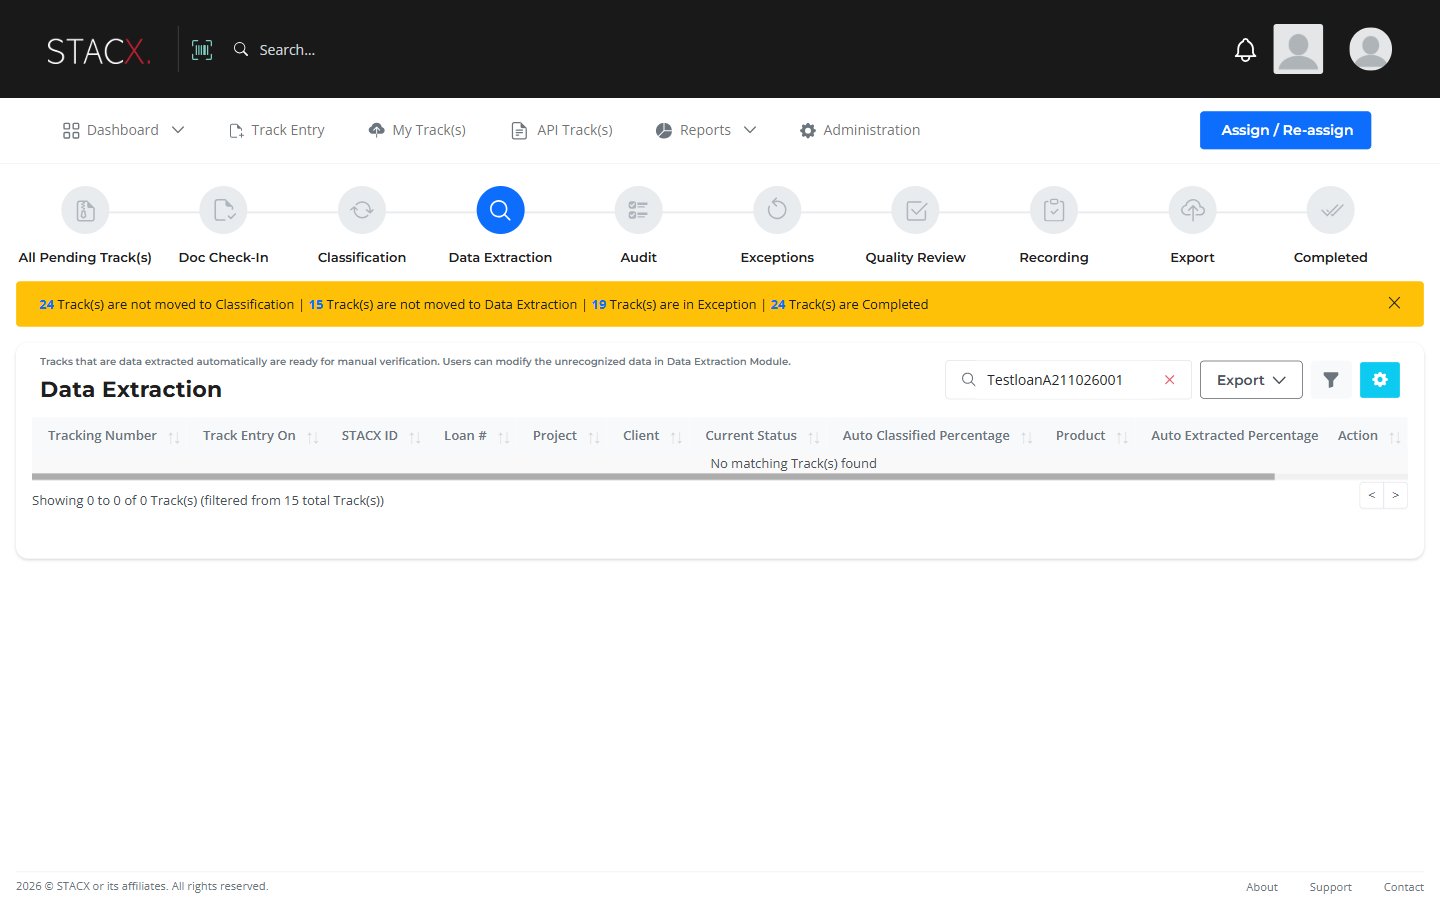 STACX.
Search...
Dashboard
Track Entry
My Track(s)
API Track(s)
Reports
Administration
Assign / Re-assign
All Pending Track(s)
Doc Check-In
Classification
Data Extraction
Audit
Exceptions
Quality Review
Recording
Export
Completed
24 Track(s) are not moved to Classification | 15 Track(s) are not moved to Data Extraction | 19 Track(s) are in Exception | 24 Track(s) are Completed
Tracks that are data extracted automatically are ready for manual verification. Users can modify the unrecognized data in Data Extraction Module.
Data Extraction
TestloanA211026001
Export
Tracking Number
Track Entry On
STACX ID
Loan #
Project
Client
Current Status
Auto Classified Percentage
Product
Auto Extracted Percentage
Action
No matching Track(s) found
Showing 0 to 0 of 0 Track(s) (filtered from 15 total Track(s))
< >
2026 © STACX or its affiliates. All rights reserved.
About
Support
Contact